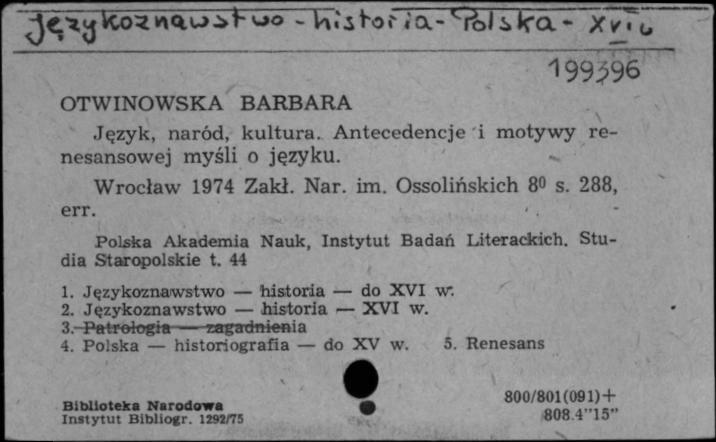 Językoznawstwo - historia - Polska - XVI w
199396
OTWINOWSKA BARBARA
Język, naród, kultura. Antecedencje i motywy re-
nesansowej myśli o języku.
Wrocław 1974 Zakł. Nar. im. Ossolińskich 8⁰ s. 288,
err.
Polska Akademia Nauk, Instytut Badań Literackich. Stu-
dia Staropolskie t. 44
1. Językoznawstwo — historia — do XVI w.
2. Językoznawstwo — historia — XVI w.
3. Patrologia — zagadnienia
4. Polska — historiografia — do XV w. 5. Renesans
Biblioteka Narodowa
Instytut Bibliogr. 1292/75
800/801(091)+
808.4"15"